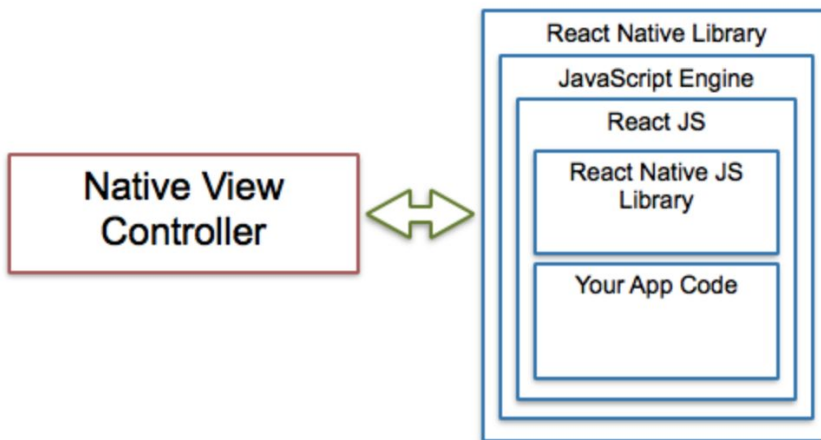 Native View
Controller
React Native Library
JavaScript Engine
React JS
React Native JS
Library
Your App Code